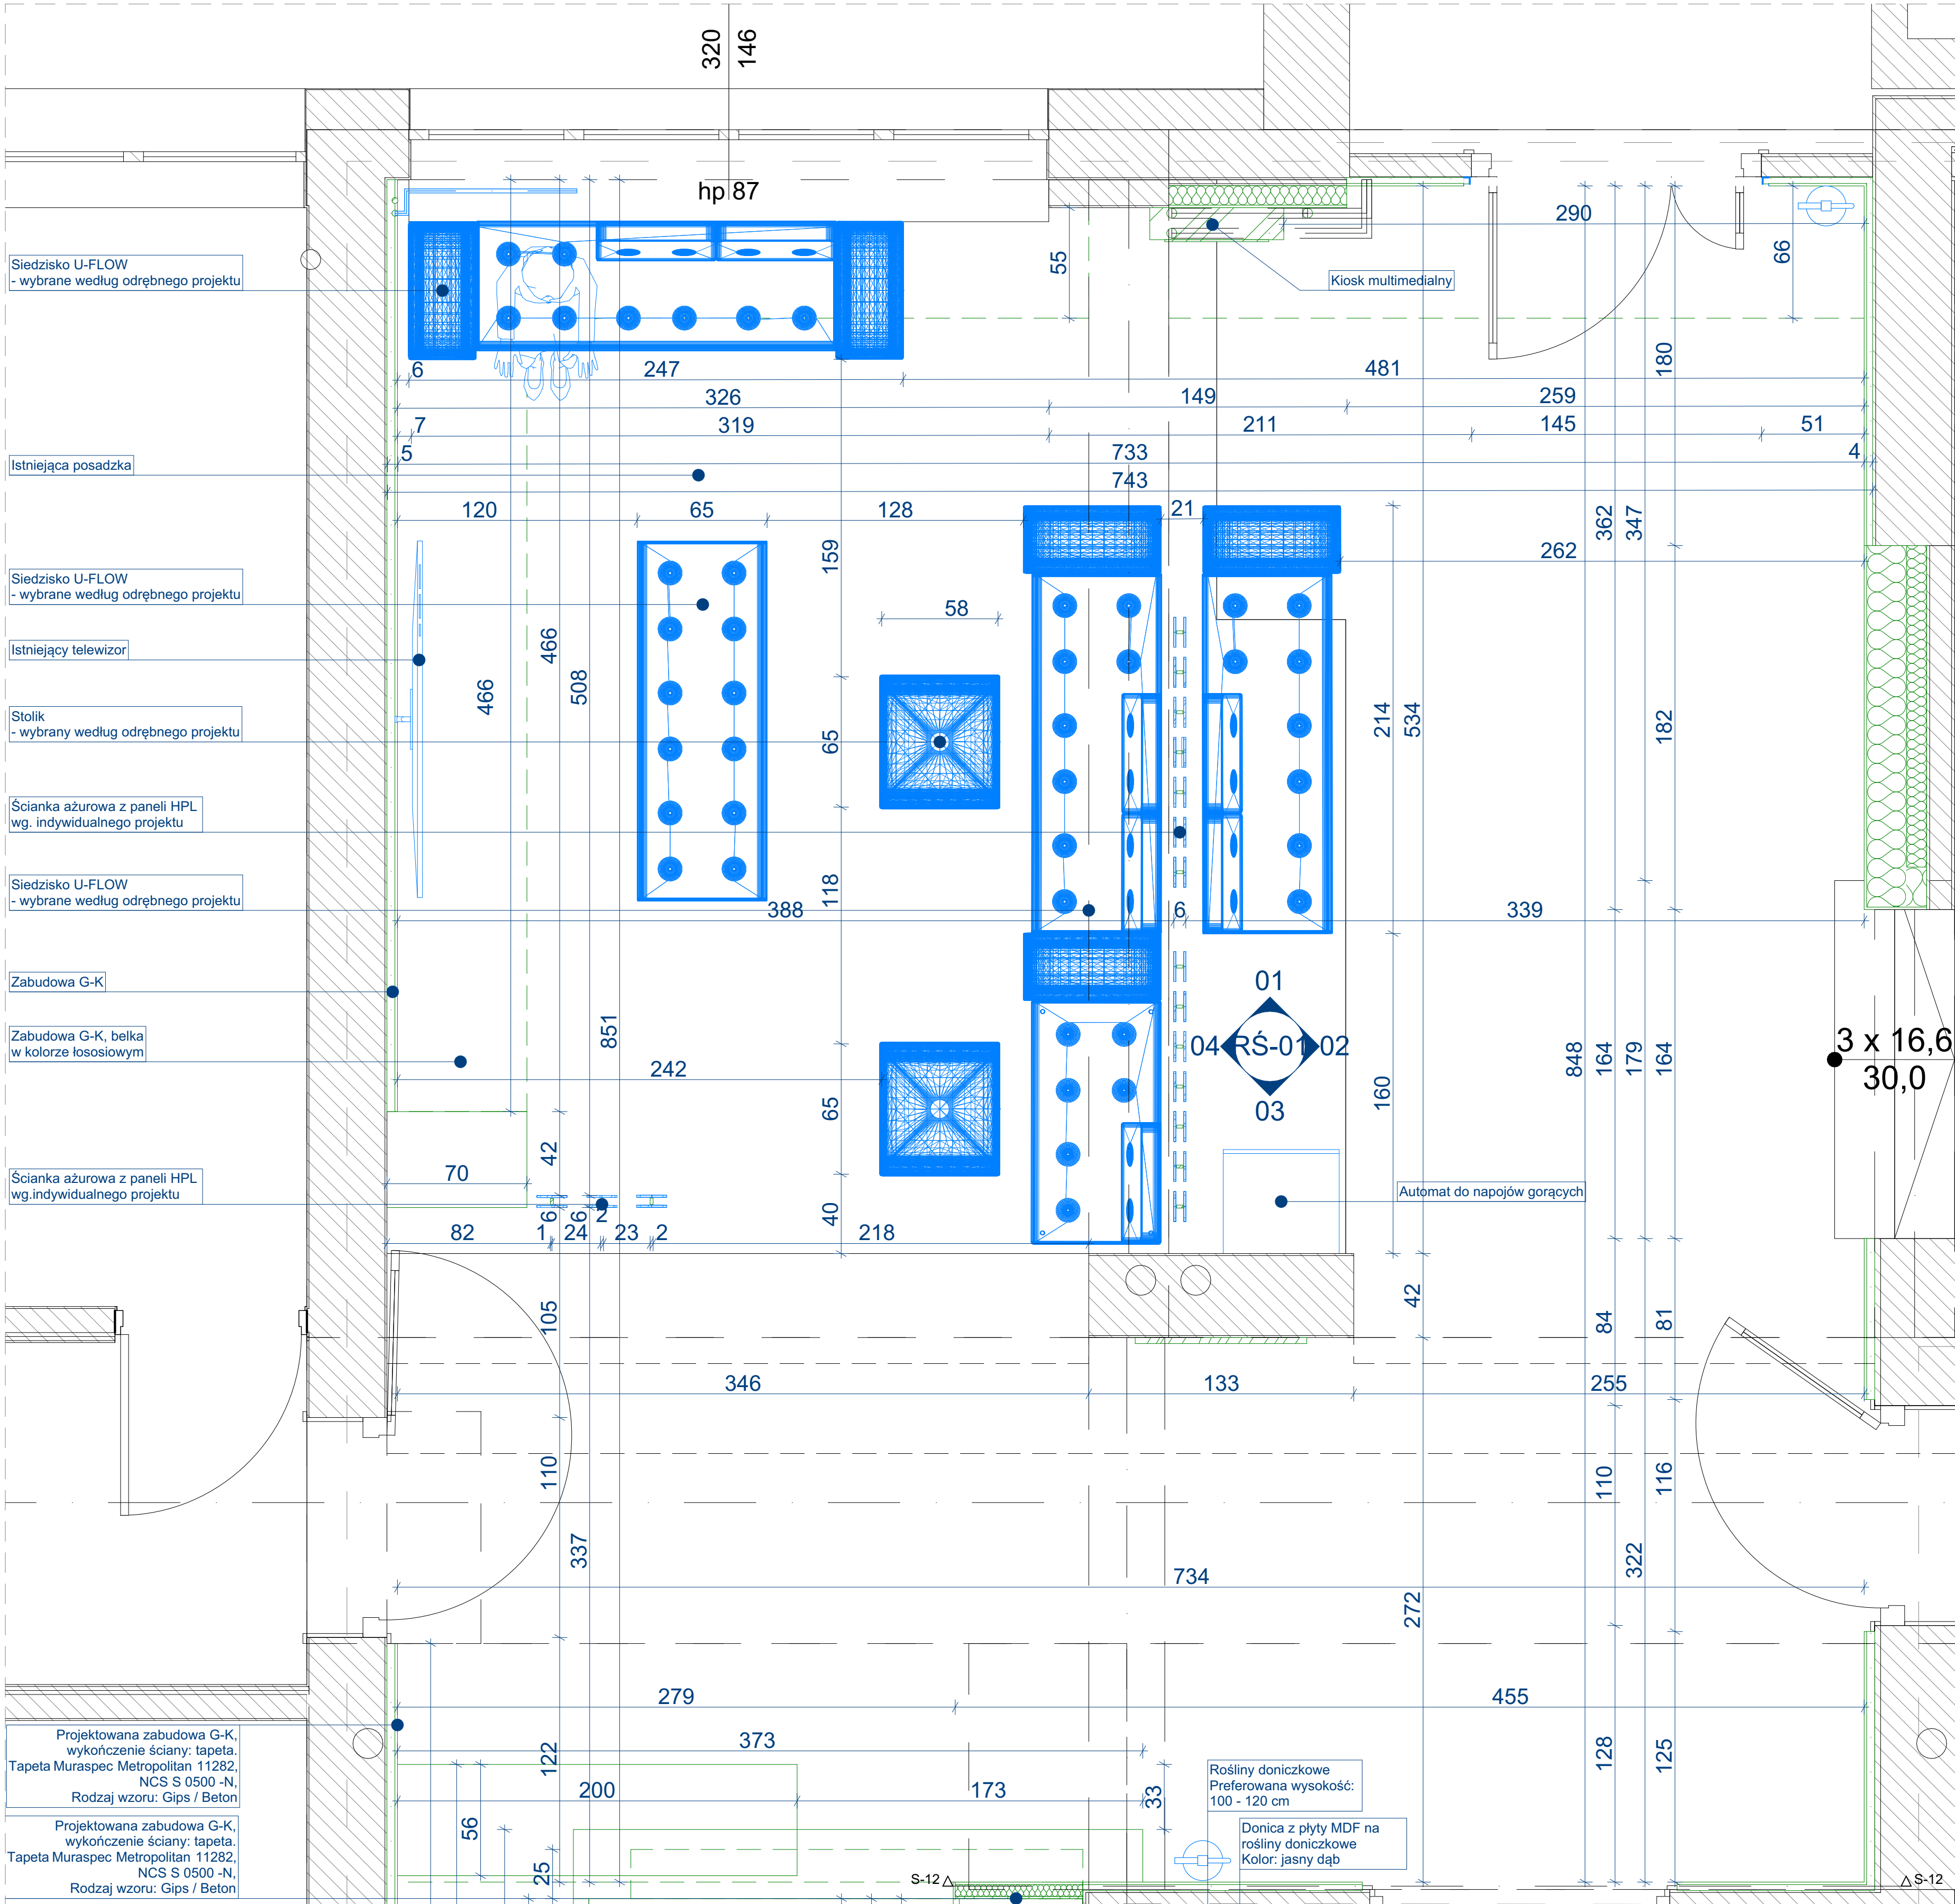 320
146
hp 87
290
66
55
Siedzisko U-FLOW
- wybrane według odrębnego projektu
Kiosk multimedialny
180
6
247
481
326
149
259
7
319
211
145
51
5
733
4
Istniejąca posadzka
743
120
65
128
21
362
347
159
262
Siedzisko U-FLOW
- wybrane według odrębnego projektu
58
Istniejący telewizor
466
466
508
214
534
182
Stolik
- wybrany według odrębnego projektu
65
Ścianka ażurowa z paneli HPL
wg. indywidualnego projektu
118
Siedzisko U-FLOW
- wybrane według odrębnego projektu
388
6
339
Zabudowa G-K
01
04
RŚ-01
02
03
Zabudowa G-K, belka
w kolorze łososiowym
851
848
164
179
164
3 x 16,6
30,0
242
65
160
42
70
Ścianka ażurowa z paneli HPL
wg.indywidualnego projektu
Automat do napojów gorących
6
6
2
40
82
1
24
23
2
218
105
42
84
81
346
133
255
110
110
116
337
322
734
272
279
455
Projektowana zabudowa G-K,
wykończenie ściany: tapeta.
Tapeta Muraspec Metropolitan 11282,
NCS S 0500 -N,
Rodzaj wzoru: Gips / Beton
373
122
128
125
200
173
33
Rośliny doniczkowe
Preferowana wysokość:
100 - 120 cm
56
Projektowana zabudowa G-K,
wykończenie ściany: tapeta.
Tapeta Muraspec Metropolitan 11282,
NCS S 0500 -N,
Rodzaj wzoru: Gips / Beton
Donica z płyty MDF na
rośliny doniczkowe
Kolor: jasny dąb
25
S-12
S-12